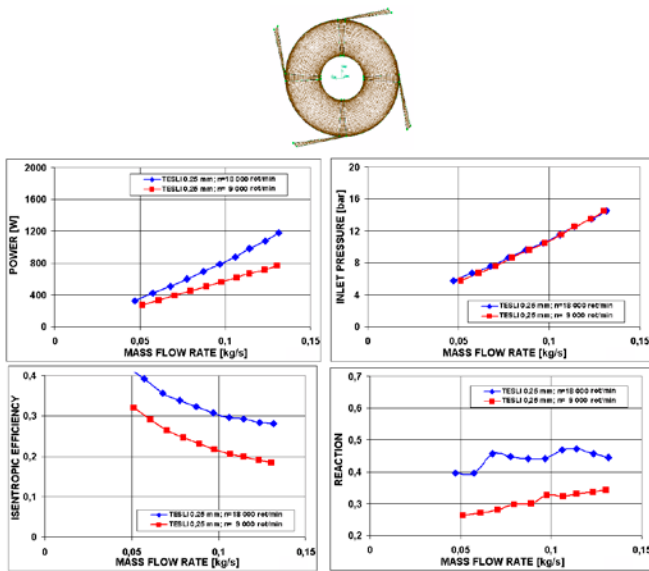 2000
1600
1200
800
400
0
POWER [W]
TESLI 0,25 mm; n=18 000 rot/min
TESLI 0,25 mm; n= 9 000 rot/min
0
0,05
0,1
0,15
MASS FLOW RATE [kg/s]
20
16
12
8
4
0
INLET PRESSURE [bar]
TESLI 0,25 mm; n=18 000 rot/min
TESLI 0,25 mm; n= 9 000 rot/min
0
0,05
0,1
0,15
MASS FLOW RATE [kg/s]
0,4
0,3
0,2
0,1
0
ISENTROPIC EFFICIENCY
TESLI 0,25 mm; n=18 000 rot/min
TESLI 0,25 mm; n= 9 000 rot/min
0
0,05
0,1
0,15
MASS FLOW RATE [kg/s]
0,7
0,6
0,5
0,4
0,3
0,2
REACTION
TESLI 0,25 mm; n=18 000 rot/min
TESLI 0,25 mm; n= 9 000 rot/min
0
0,05
0,1
0,15
MASS FLOW RATE [kg/s]